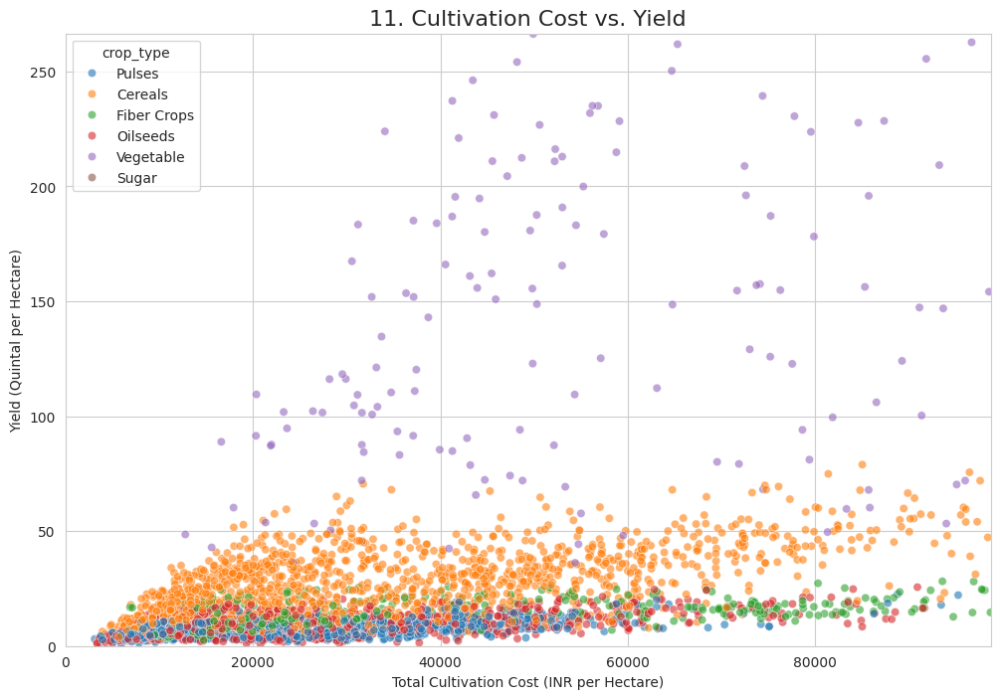 11. Cultivation Cost vs. Yield
crop_type
Pulses
Cereals
Fiber Crops
Oilseeds
Vegetable
Sugar
Yield (Quintal per Hectare)
250
200
150
100
50
0
0 20000 40000 60000 80000
Total Cultivation Cost (INR per Hectare)